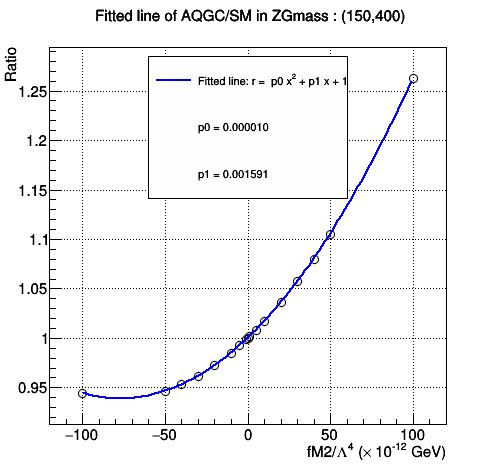 Fitted line of AQGC/SM in ZGmass : (150,400)
Ratio
Fitted line: r = p0 x² + p1 x + 1
p0 = 0.000010
p1 = 0.001591
1.25
1.2
1.15
1.1
1.05
1
0.95
−100 −50 0 50 100
fM2/Λ⁴ (× 10⁻¹² GeV)